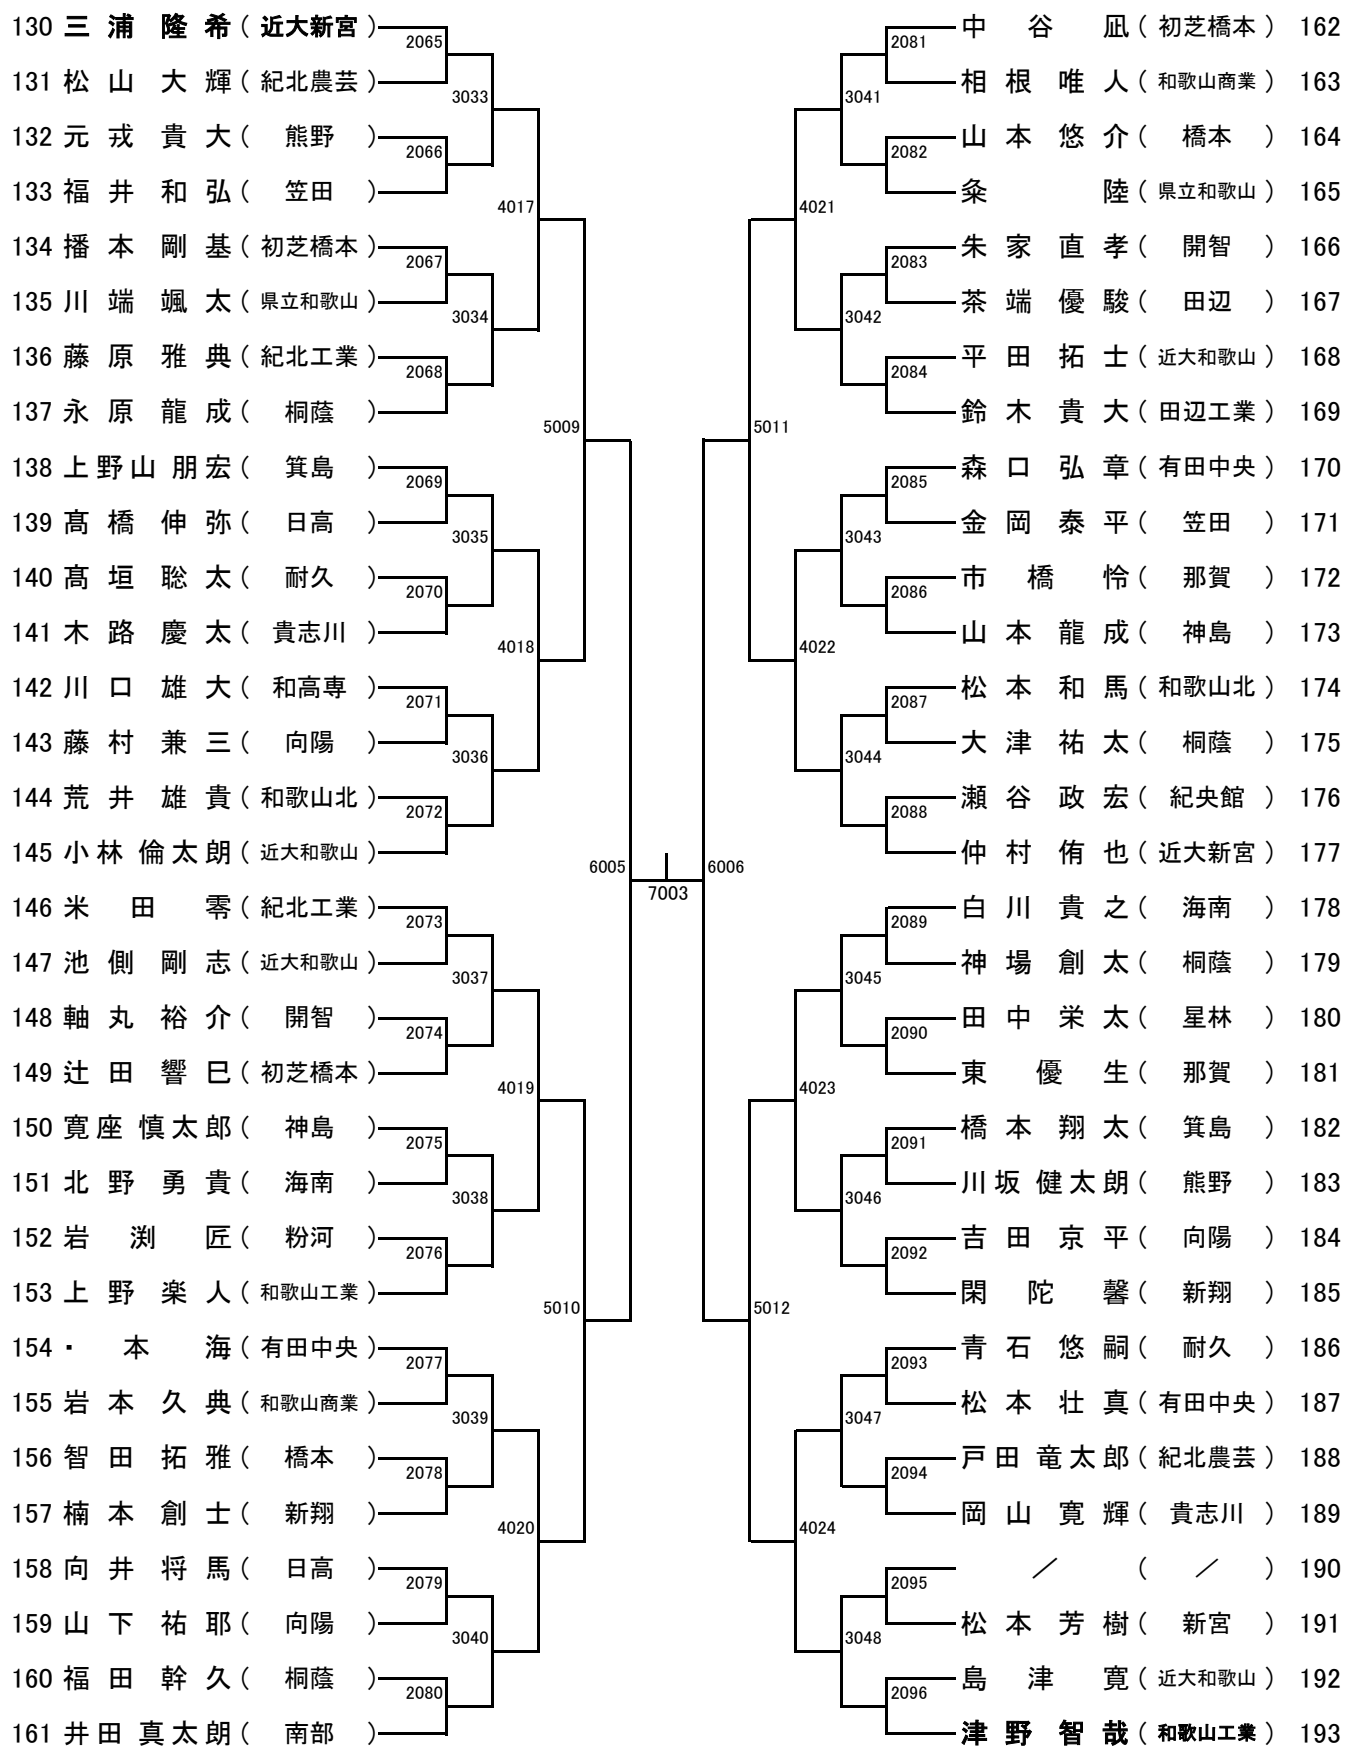 130 三浦 隆希 ( 近大新宮 )
131 松山 大輝 ( 紀北農芸 )
132 元戎 貴大 ( 熊野 )
133 福井 和弘 ( 笠田 )
134 播本 剛基 ( 初芝橋本 )
135 川端 颯太 ( 県立和歌山 )
136 藤原 雅典 ( 紀北工業 )
137 永原 龍成 ( 桐蔭 )
138 上野山 朋宏 ( 箕島 )
139 髙橋 伸弥 ( 日高 )
140 髙垣 聡太 ( 耐久 )
141 木路 慶太 ( 貴志川 )
142 川口 雄大 ( 和高専 )
143 藤村 兼三 ( 向陽 )
144 荒井 雄貴 ( 和歌山北 )
145 小林 倫太朗 ( 近大和歌山 )
146 米田 零 ( 紀北工業 )
147 池側 剛志 ( 近大和歌山 )
148 軸丸 裕介 ( 開智 )
149 辻田 響巳 ( 初芝橋本 )
150 寛座 慎太郎 ( 神島 )
151 北野 勇貴 ( 海南 )
152 岩渕 匠 ( 粉河 )
153 上野 楽人 ( 和歌山工業 )
154 ・本 海 ( 有田中央 )
155 岩本 久典 ( 和歌山商業 )
156 智田 拓雅 ( 橋本 )
157 楠本 創士 ( 新翔 )
158 向井 将馬 ( 日高 )
159 山下 祐耶 ( 向陽 )
160 福田 幹久 ( 桐蔭 )
161 井田 真太朗 ( 南部 )
2065
2066
2067
2068
2069
2070
2071
2072
2073
2074
2075
2076
2077
2078
2079
2080
3033
3034
3035
3036
3037
3038
3039
3040
4017
4018
4019
4020
5009
5010
6005
7003
6006
5011
5012
4021
4022
4023
4024
3041
3042
3043
3044
3045
3046
3047
3048
2081
2082
2083
2084
2085
2086
2087
2088
2089
2090
2091
2092
2093
2094
2095
2096
中谷 凪 ( 初芝橋本 ) 162
相根 唯人 ( 和歌山商業 ) 163
山本 悠介 ( 橋本 ) 164
粂 陸 ( 県立和歌山 ) 165
朱家 直孝 ( 開智 ) 166
茶端 優駿 ( 田辺 ) 167
平田 拓士 ( 近大和歌山 ) 168
鈴木 貴大 ( 田辺工業 ) 169
森口 弘章 ( 有田中央 ) 170
金岡 泰平 ( 笠田 ) 171
市橋 怜 ( 那賀 ) 172
山本 龍成 ( 神島 ) 173
松本 和馬 ( 和歌山北 ) 174
大津 祐太 ( 桐蔭 ) 175
瀬谷 政宏 ( 紀央館 ) 176
仲村 侑也 ( 近大新宮 ) 177
白川 貴之 ( 海南 ) 178
神場 創太 ( 桐蔭 ) 179
田中 栄太 ( 星林 ) 180
東 優生 ( 那賀 ) 181
橋本 翔太 ( 箕島 ) 182
川坂 健太朗 ( 熊野 ) 183
吉田 京平 ( 向陽 ) 184
閑陀 馨 ( 新翔 ) 185
青石 悠嗣 ( 耐久 ) 186
松本 壮真 ( 有田中央 ) 187
戸田 竜太郎 ( 紀北農芸 ) 188
岡山 寛輝 ( 貴志川 ) 189
／ ( ／ ) 190
松本 芳樹 ( 新宮 ) 191
島津 寛 ( 近大和歌山 ) 192
津野 智哉 ( 和歌山工業 ) 193